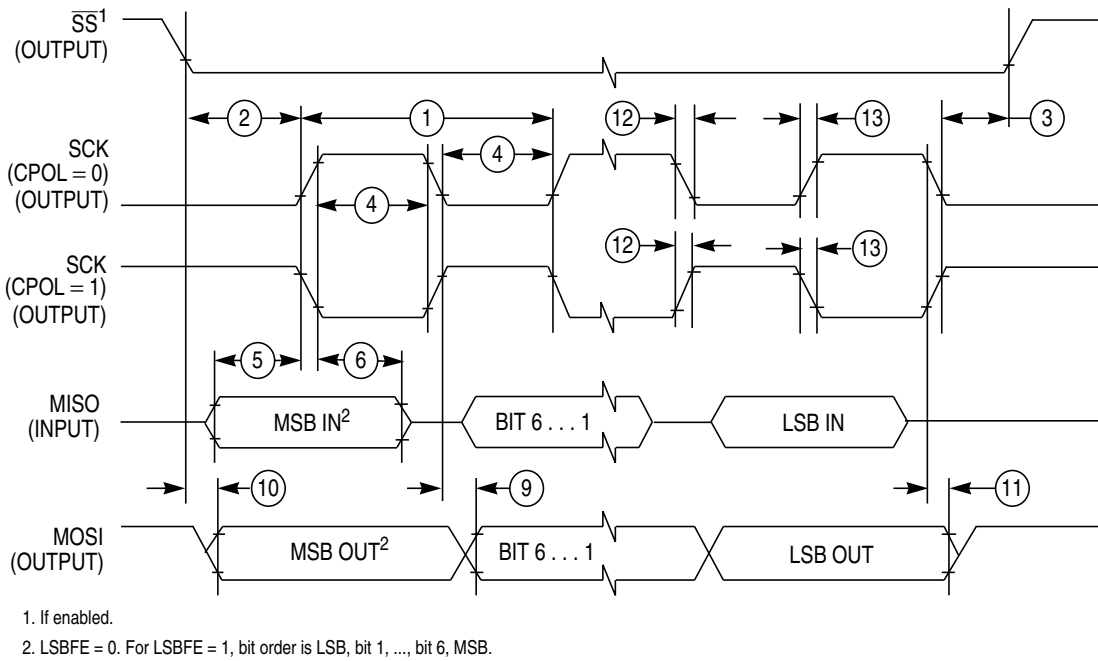 SS¹
(OUTPUT)
2
1
12
13
3
SCK
(CPOL = 0)
(OUTPUT)
4
4
SCK
(CPOL = 1)
(OUTPUT)
12
13
5
6
MISO
(INPUT)
MSB IN²
BIT 6 . . . 1
LSB IN
10
9
11
MOSI
(OUTPUT)
MSB OUT²
BIT 6 . . . 1
LSB OUT
1. If enabled.
2. LSBFE = 0. For LSBFE = 1, bit order is LSB, bit 1, ..., bit 6, MSB.